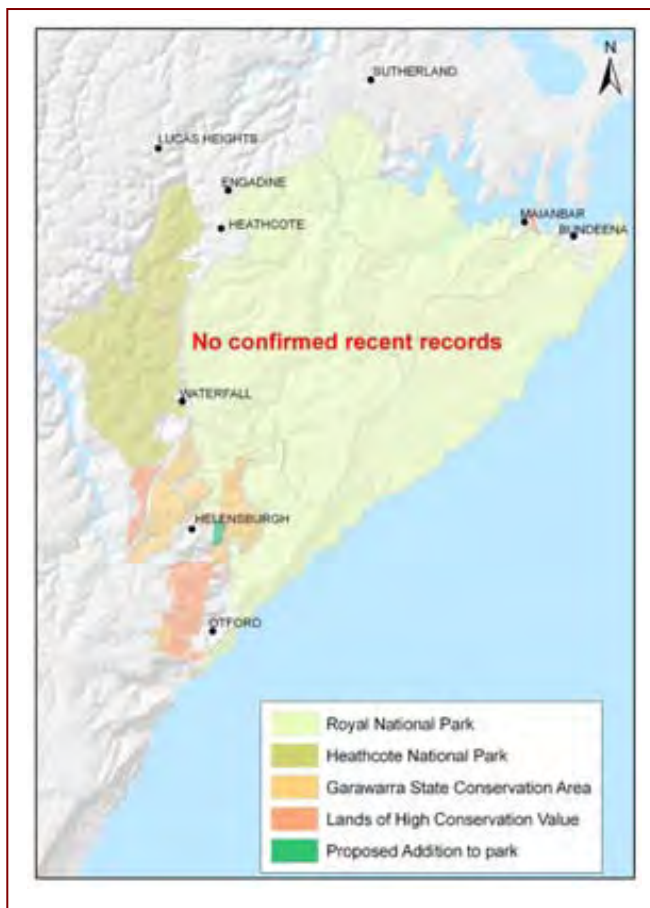 N
SUTHERLAND
LUCAS HEIGHTS
ENGADINE
HEATHCOTE
MAIANBAR
BUNDEENA
No confirmed recent records
WATERFALL
HELENSBURGH
OTFORD
Royal National Park
Heathcote National Park
Garawarra State Conservation Area
Lands of High Conservation Value
Proposed Addition to park